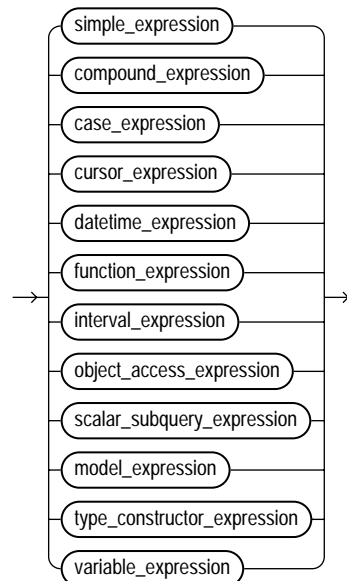 simple_expression
compound_expression
case_expression
cursor_expression
datetime_expression
function_expression
interval_expression
object_access_expression
scalar_subquery_expression
model_expression
type_constructor_expression
variable_expression